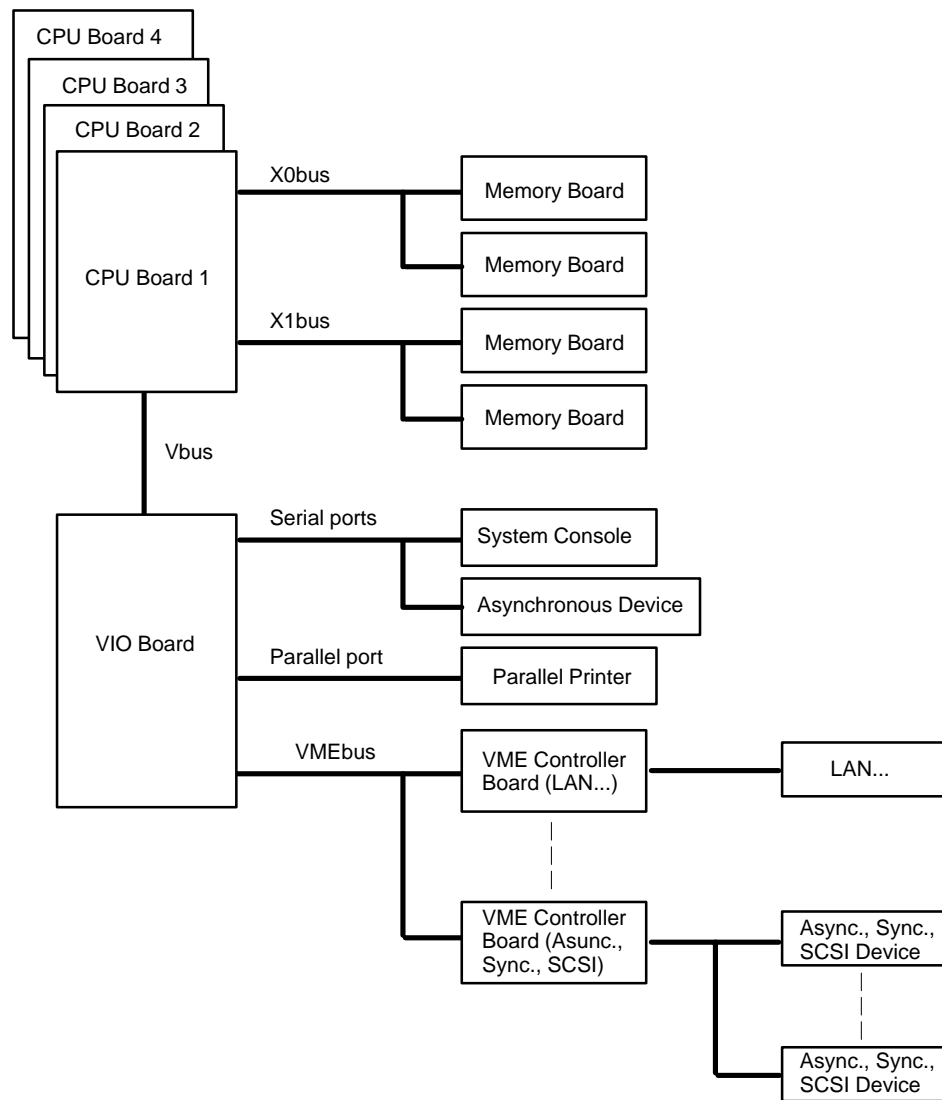 CPU Board 4
CPU Board 3
CPU Board 2
CPU Board 1
X0bus
Memory Board
Memory Board
X1bus
Memory Board
Memory Board
Vbus
VIO Board
Serial ports
System Console
Asynchronous Device
Parallel port
Parallel Printer
VMEbus
VME Controller
Board (LAN...)
LAN...
VME Controller
Board (Asunc.,
Sync., SCSI)
Async., Sync.,
SCSI Device
Async., Sync.,
SCSI Device